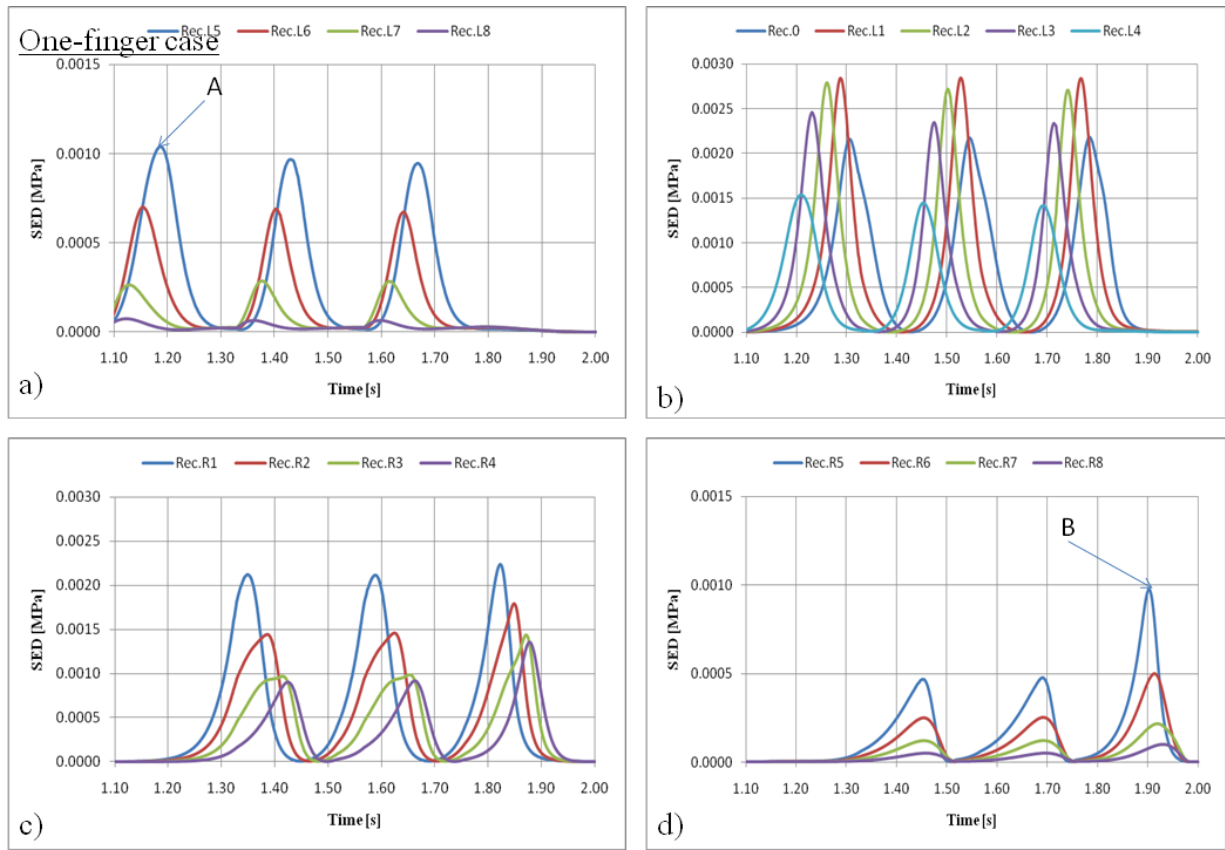 One-finger case
Rec.L5 Rec.L6 Rec.L7 Rec.L8
A
SED [MPa]
0.0015
0.0010
0.0005
0.0000
1.10 1.20 1.30 1.40 1.50 1.60 1.70 1.80 1.90 2.00
Time [s]
a)
Rec.0 Rec.L1 Rec.L2 Rec.L3 Rec.L4
SED [MPa]
0.0030
0.0025
0.0020
0.0015
0.0010
0.0005
0.0000
1.10 1.20 1.30 1.40 1.50 1.60 1.70 1.80 1.90 2.00
Time [s]
b)
Rec.R1 Rec.R2 Rec.R3 Rec.R4
SED [MPa]
0.0030
0.0025
0.0020
0.0015
0.0010
0.0005
0.0000
1.10 1.20 1.30 1.40 1.50 1.60 1.70 1.80 1.90 2.00
Time [s]
c)
Rec.R5 Rec.R6 Rec.R7 Rec.R8
B
SED [MPa]
0.0015
0.0010
0.0005
0.0000
1.10 1.20 1.30 1.40 1.50 1.60 1.70 1.80 1.90 2.00
Time [s]
d)